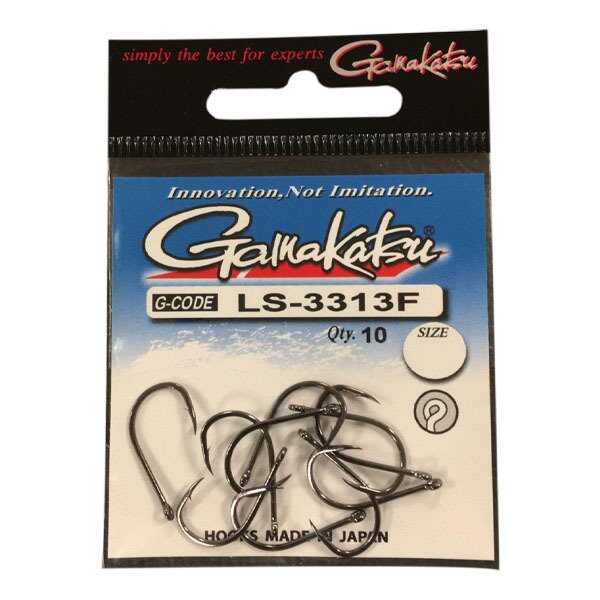 simply the best for experts Gamakatsu
Innovation, Not Imitation.
Gamakatsu®
G-CODE LS-3313F
Qty. 10 SIZE
HOOKS MADE IN JAPAN